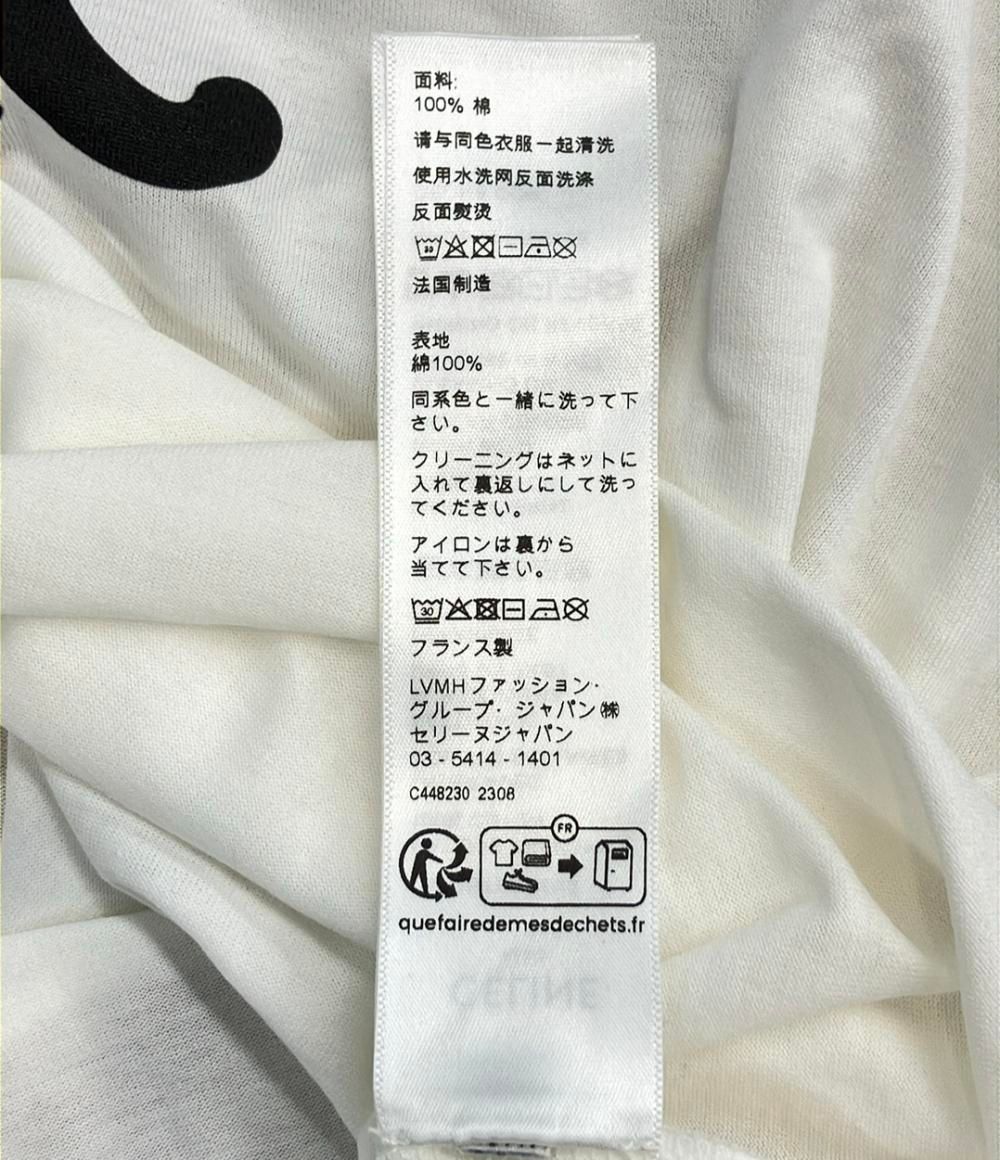 面料:
100% 棉
请与同色衣服一起清洗
使用水洗网反面洗涤
反面熨烫
30
法国制造
表地
綿100%
同系色と一緒に洗って下
さい。
クリーニングはネットに
入れて裏返しにして洗っ
てください。
アイロンは裏から
当てて下さい。
30
フランス製
LVMHファッション·
グループ· ジャパン㈱
セリーヌジャパン
03 - 5414 - 1401
C448230 2308
FR
quefairedemesdechets.fr
CELINE